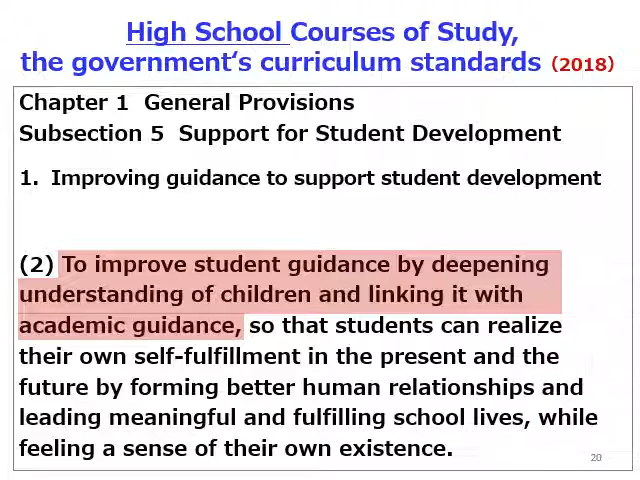 High School Courses of Study,
the government‘s curriculum standards（2018）
Chapter 1  General Provisions
Subsection 5  Support for Student Development
1.  Improving guidance to support student development
(2) To improve student guidance by deepening
understanding of children and linking it with
academic guidance, so that students can realize
their own self-fulfillment in the present and the
future by forming better human relationships and
leading meaningful and fulfilling school lives, while
feeling a sense of their own existence.
20